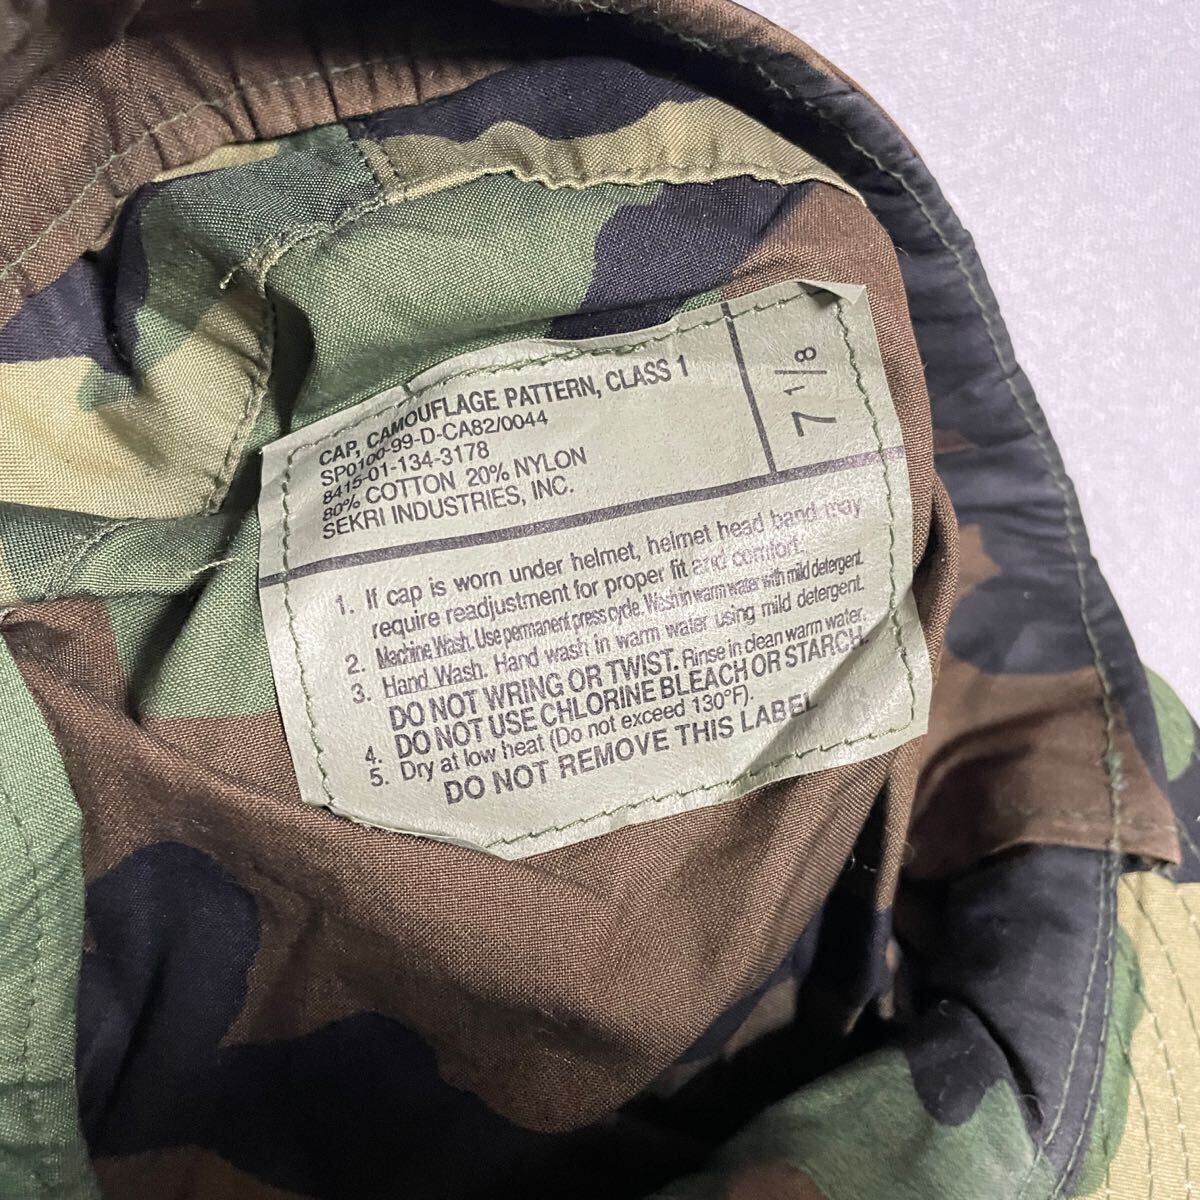 CAP, CAMOUFLAGE PATTERN, CLASS 1
SP0100-99-D-CA82/0044
8415-01-134-3178
80% COTTON 20% NYLON
SEKRI INDUSTRIES, INC.
7 1/8
1. If cap is worn under helmet, helmet head band may
require readjustment for proper fit and comfort.
2. Machine Wash. Use permanent press cycle. Wash in warm water with mild detergent.
3. Hand Wash. Hand wash in warm water using mild detergent.
DO NOT WRING OR TWIST. Rinse in clean warm water.
4. DO NOT USE CHLORINE BLEACH OR STARCH.
5. Dry at low heat (Do not exceed 130°F).
DO NOT REMOVE THIS LABEL